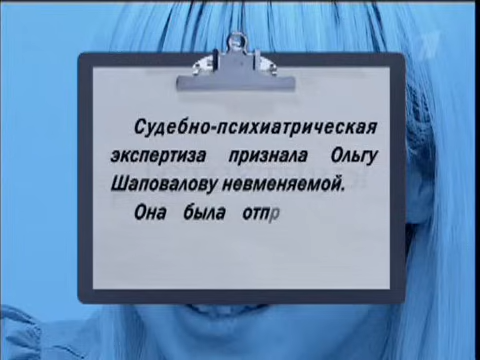 Судебно-психиатрическая
экспертиза признала Ольгу
Шаповалову невменяемой.
Она была отпр